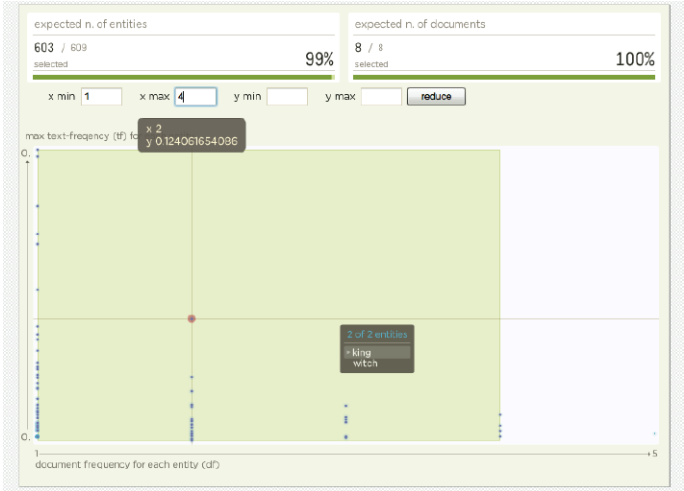 expected n. of entities
603 / 609
selected
99%
expected n. of documents
8 / 8
selected
100%
x min 1 x max 4 y min y max reduce
max text-freqency (tf) fo
x 2
y 0.124061654086
0.
2 of 2 entities
king
witch
0.
1 5
document frequency for each entity (df)